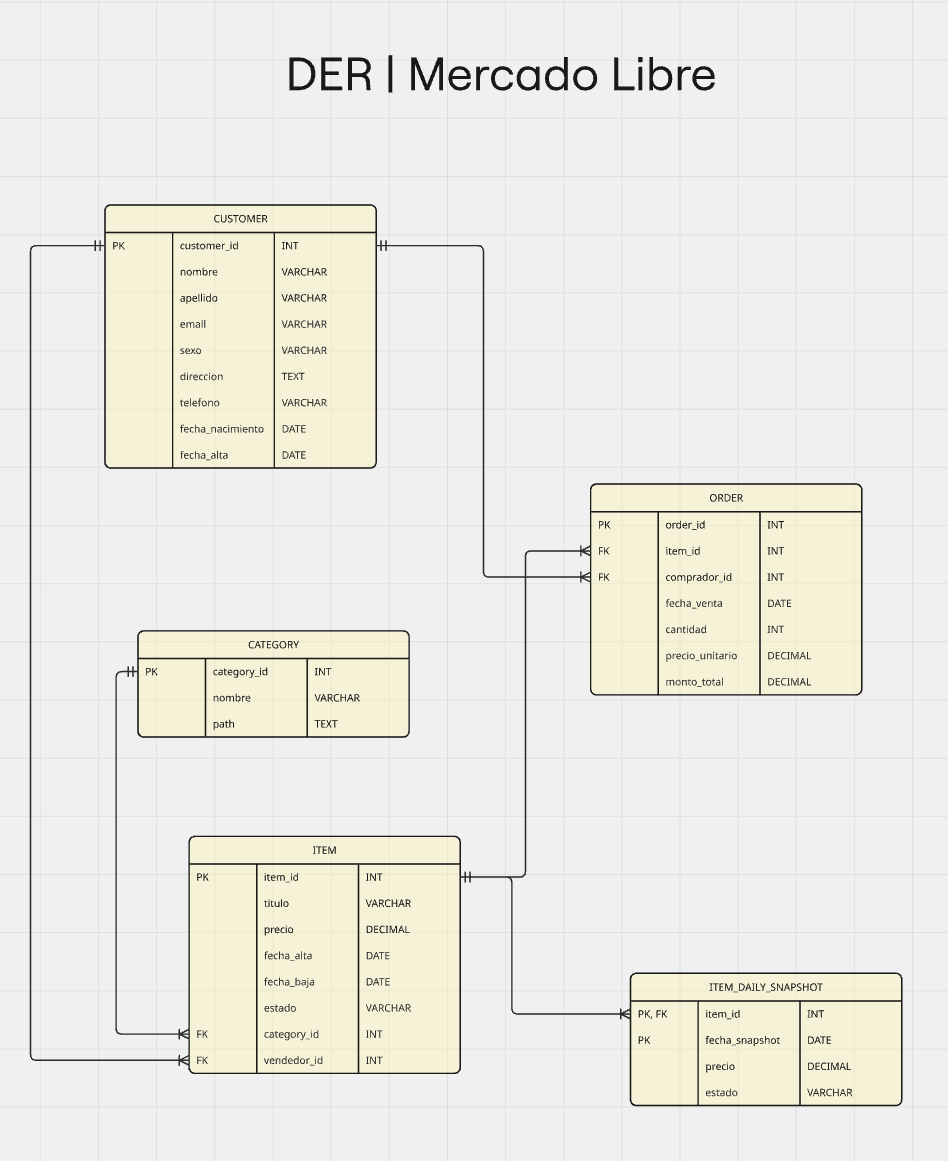 DER | Mercado Libre
CUSTOMER
PK customer_id INT
nombre VARCHAR
apellido VARCHAR
email VARCHAR
sexo VARCHAR
direccion TEXT
telefono VARCHAR
fecha_nacimiento DATE
fecha_alta DATE
ORDER
PK order_id INT
FK item_id INT
FK comprador_id INT
fecha_venta DATE
cantidad INT
precio_unitario DECIMAL
monto_total DECIMAL
CATEGORY
PK category_id INT
nombre VARCHAR
path TEXT
ITEM
PK item_id INT
titulo VARCHAR
precio DECIMAL
fecha_alta DATE
fecha_baja DATE
estado VARCHAR
FK category_id INT
FK vendedor_id INT
ITEM_DAILY_SNAPSHOT
PK, FK item_id INT
PK fecha_snapshot DATE
precio DECIMAL
estado VARCHAR